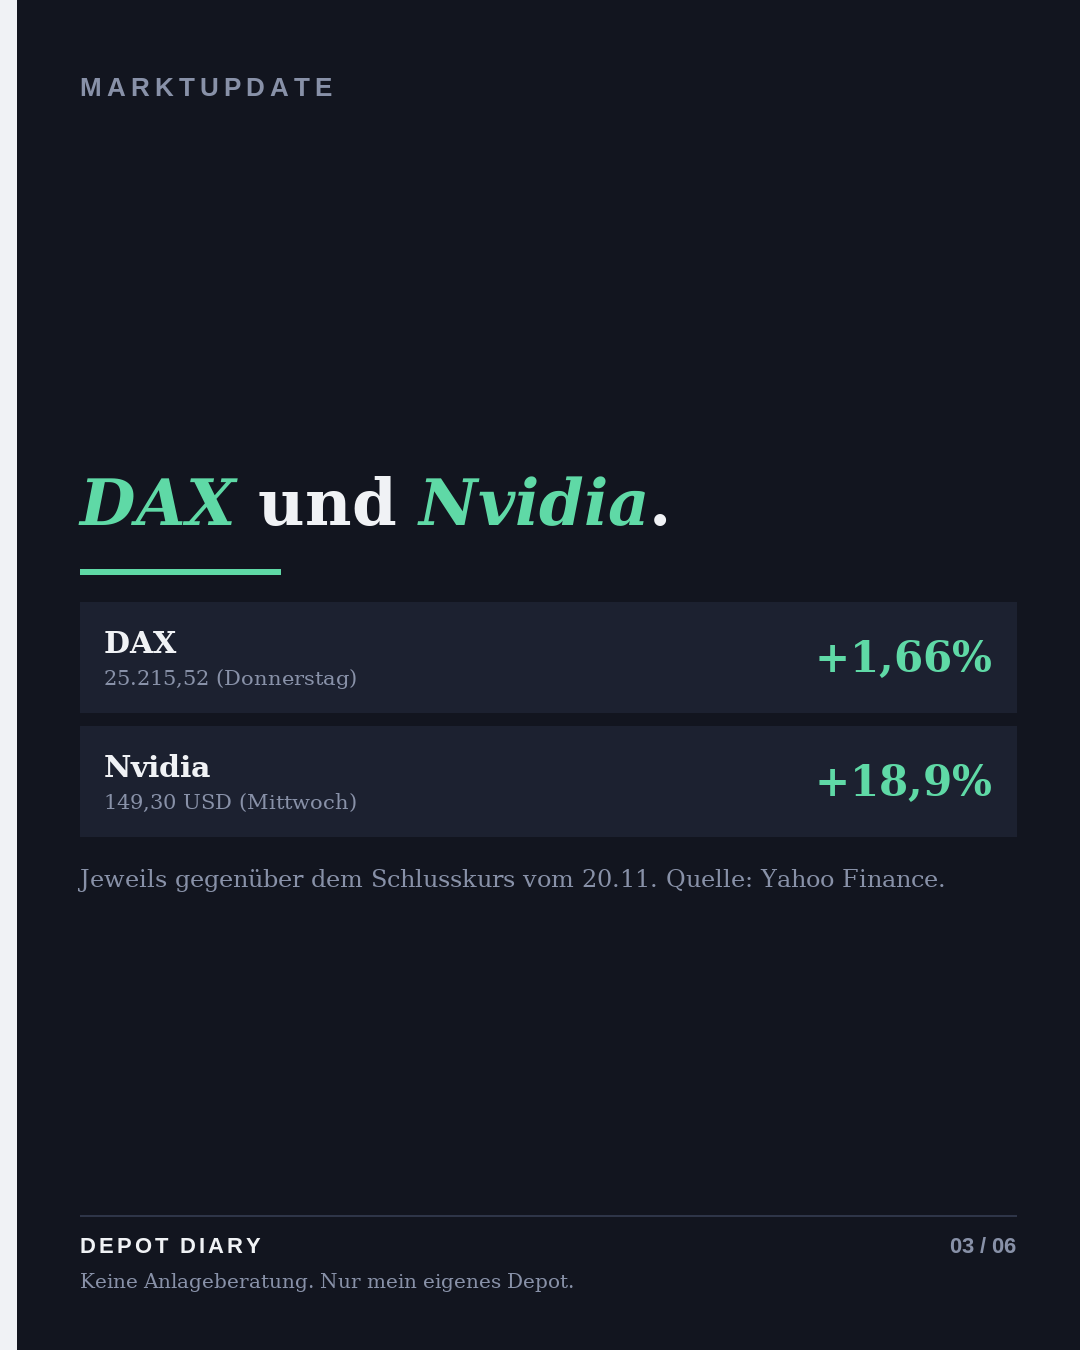 MARKTUPDATE
DAX und Nvidia.
DAX
25.215,52 (Donnerstag)
+1,66%
Nvidia
149,30 USD (Mittwoch)
+18,9%
Jeweils gegenüber dem Schlusskurs vom 20.11. Quelle: Yahoo Finance.
DEPOT DIARY
03 / 06
Keine Anlageberatung. Nur mein eigenes Depot.